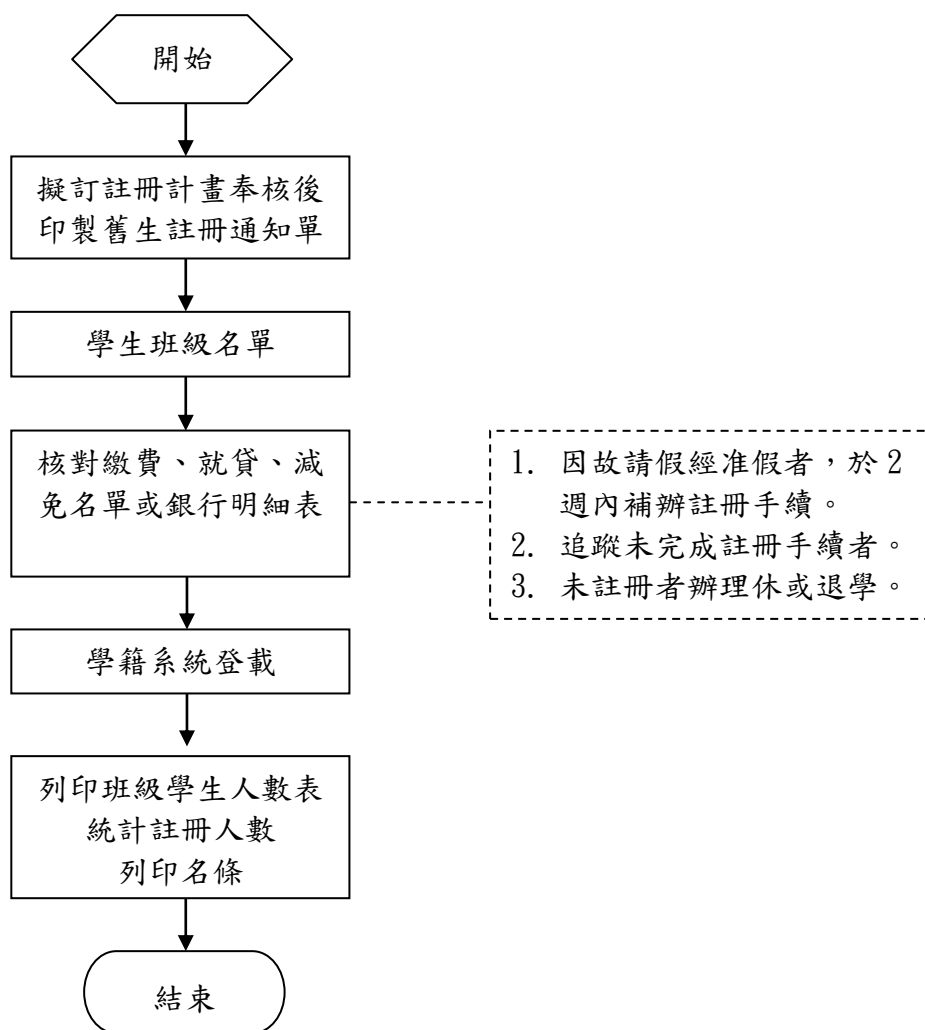 開始
擬訂註冊計畫奉核後
印製舊生註冊通知單
學生班級名單
核對繳費、就貸、減
免名單或銀行明細表
1. 因故請假經准假者，於 2
週內補辦註冊手續。
2. 追蹤未完成註冊手續者。
3. 未註冊者辦理休或退學。
學籍系統登載
列印班級學生人數表
統計註冊人數
列印名條
結束